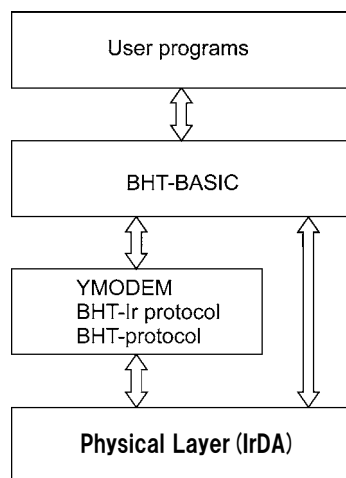 User programs
BHT-BASIC
YMODEM
BHT-Ir protocol
BHT-protocol
Physical Layer (IrDA)